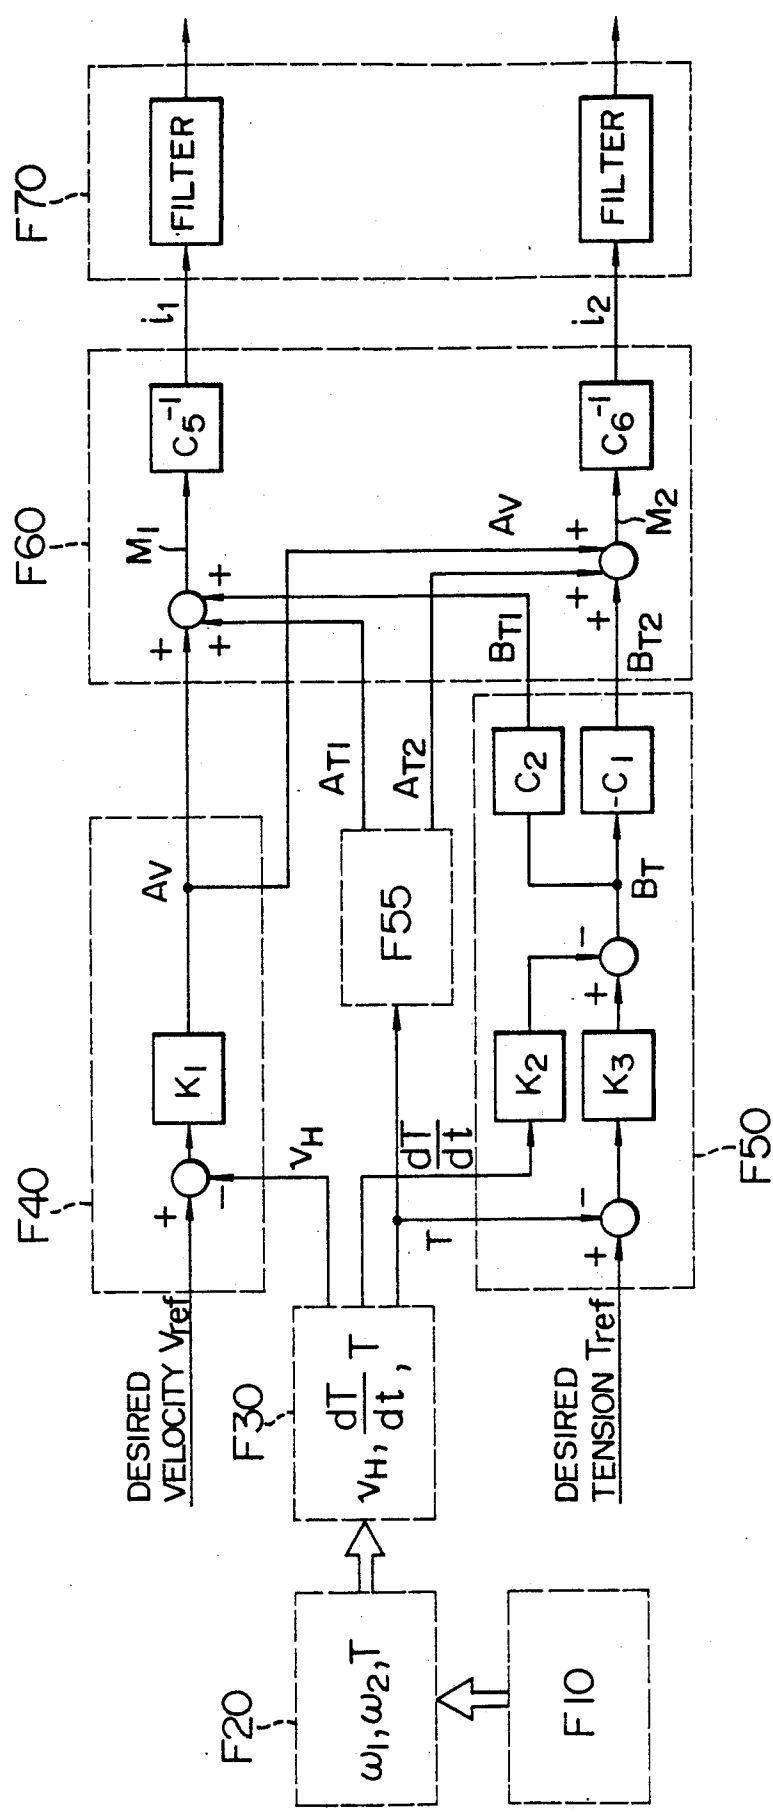 F10
F20
ω1, ω2, T
F30
VH, dT/dt, T
DESIRED
VELOCITY Vref
DESIRED
TENSION Tref
F40
+
-
K1
AV
VH
dT/dt
T
F55
AT1
AT2
F50
+
-
K3
K2
+
-
BT
C2
-C1
BT1
BT2
F60
+
+
+
M1
C5^-1
AV
+
+
+
M2
C6^-1
i1
i2
F70
FILTER
FILTER